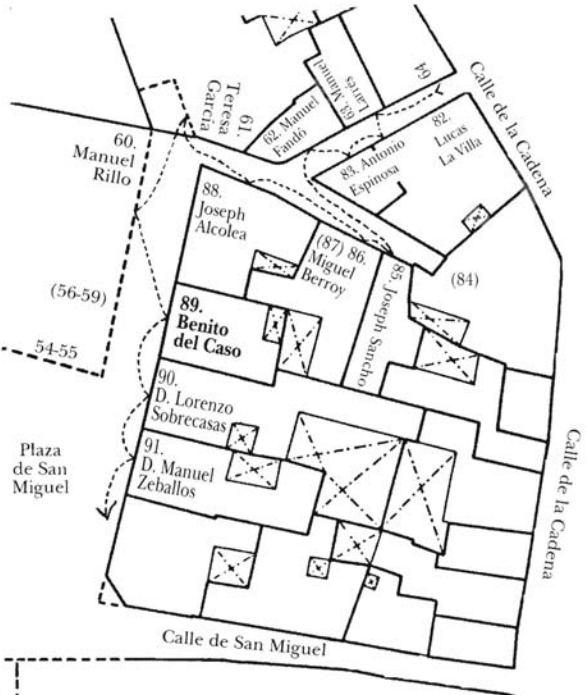 61.
Teresa
García
62. Manuel
Fandó
63. Manuel
Larrés
64
Calle de la Cadena
60.
Manuel
Rillo
82.
Lucas
La Villa
83. Antonio
Espinosa
88.
Joseph
Alcolea
(87) 86.
Miguel
Berroy
85. Joseph Sancho
(84)
(56-59)
54-55
89.
Benito
del Caso
90.
D. Lorenzo
Sobrecasas
91.
D. Manuel
Zeballos
Plaza
de San
Miguel
Calle de la Cadena
Calle de San Miguel